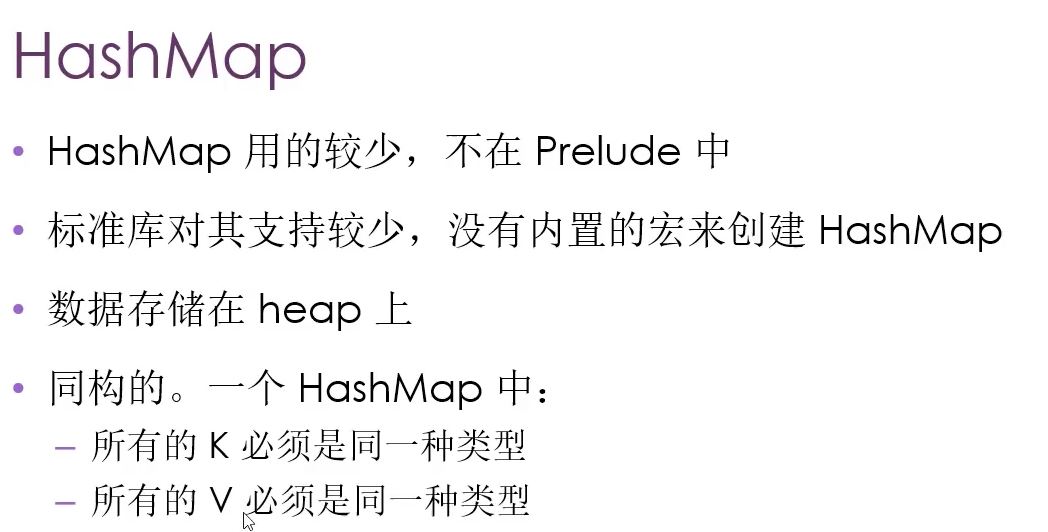 HashMap
• HashMap 用的较少，不在 Prelude 中
• 标准库对其支持较少，没有内置的宏来创建 HashMap
• 数据存储在 heap 上
• 同构的。一个 HashMap 中：
– 所有的 K 必须是同一种类型
– 所有的 V 必须是同一种类型